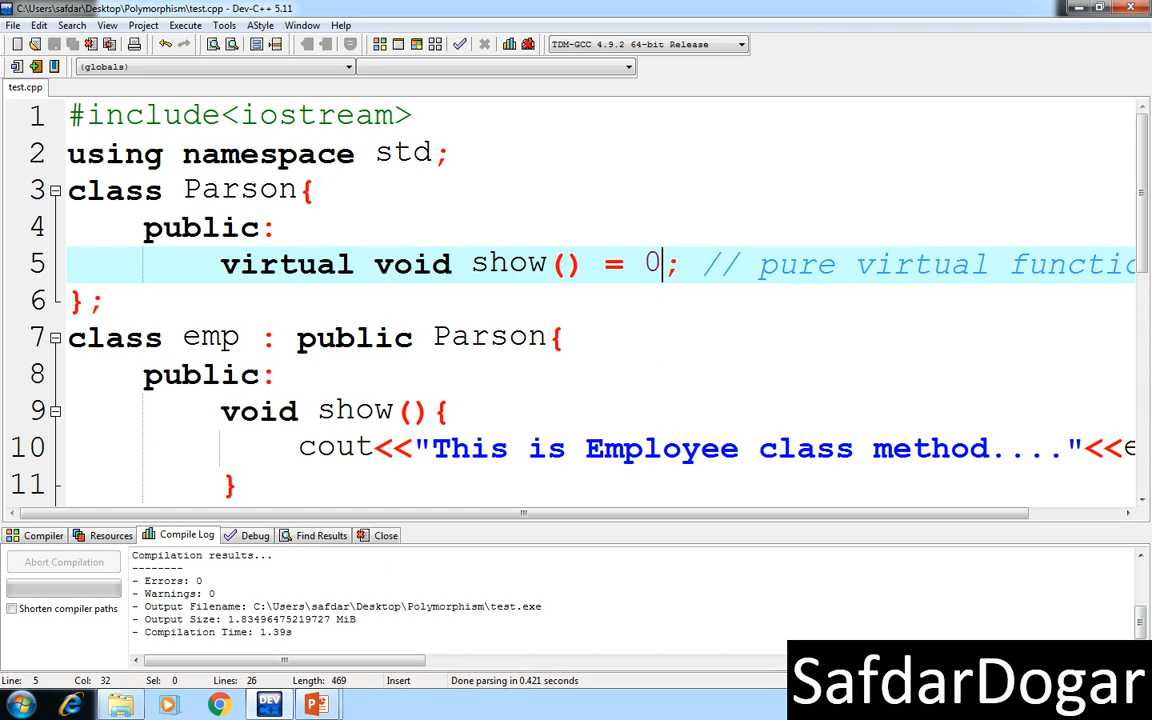 C:\Users\safdar\Desktop\Polymorphism\test.cpp - Dev-C++ 5.11
File Edit Search View Project Execute Tools AStyle Window Help
TDM-GCC 4.9.2 64-bit Release
(globals)
test.cpp
1 #include<iostream>
2 using namespace std;
3 class Parson{
4 public:
5 virtual void show() = 0; // pure virtual functio
6 };
7 class emp : public Parson{
8 public:
9 void show(){
10 cout<<"This is Employee class method...."<<e
11 }
Compiler Resources Compile Log Debug Find Results Close
Abort Compilation
Shorten compiler paths
Compilation results...
--------
- Errors: 0
- Warnings: 0
- Output Filename: C:\Users\safdar\Desktop\Polymorphism\test.exe
- Output Size: 1.83496475219727 MiB
- Compilation Time: 1.39s
Line: 5 Col: 32 Sel: 0 Lines: 26 Length: 469 Insert Done parsing in 0.421 seconds
DEV
SafdarDogar